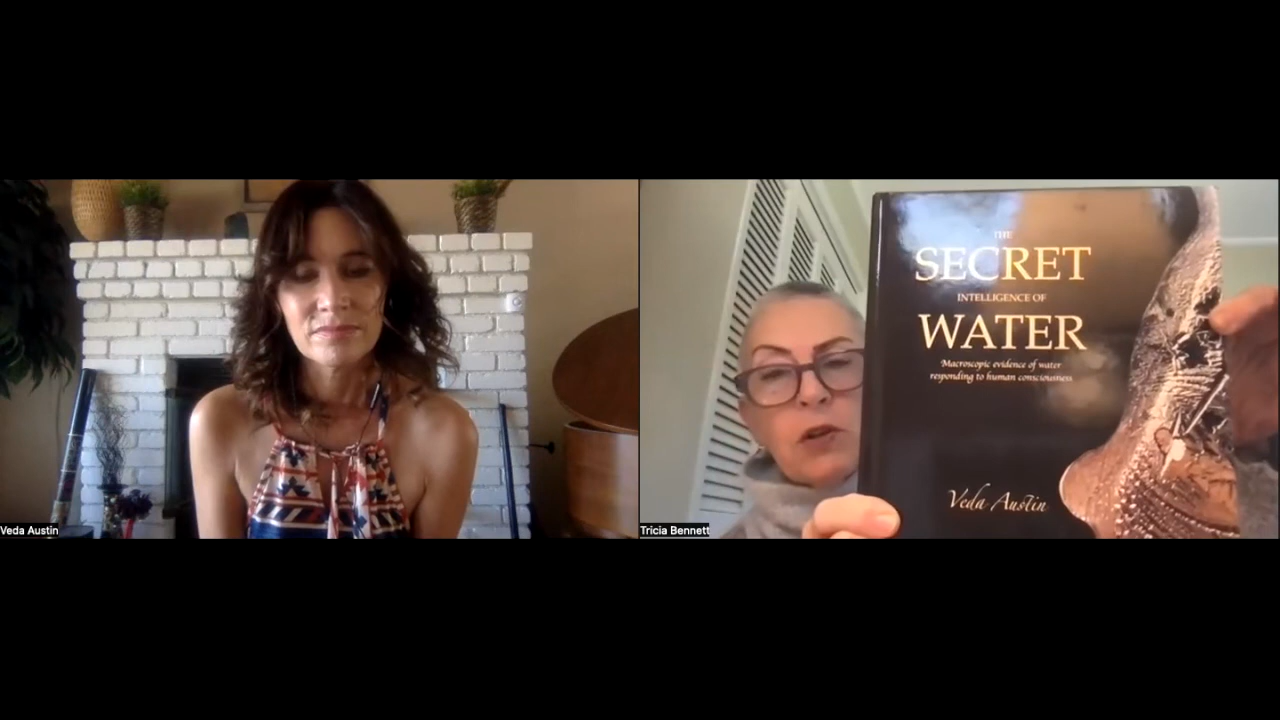 THE
SECRET
INTELLIGENCE OF
WATER
Macroscopic evidence of water
responding to human consciousness
Veda Austin
Veda Austin
Tricia Bennett